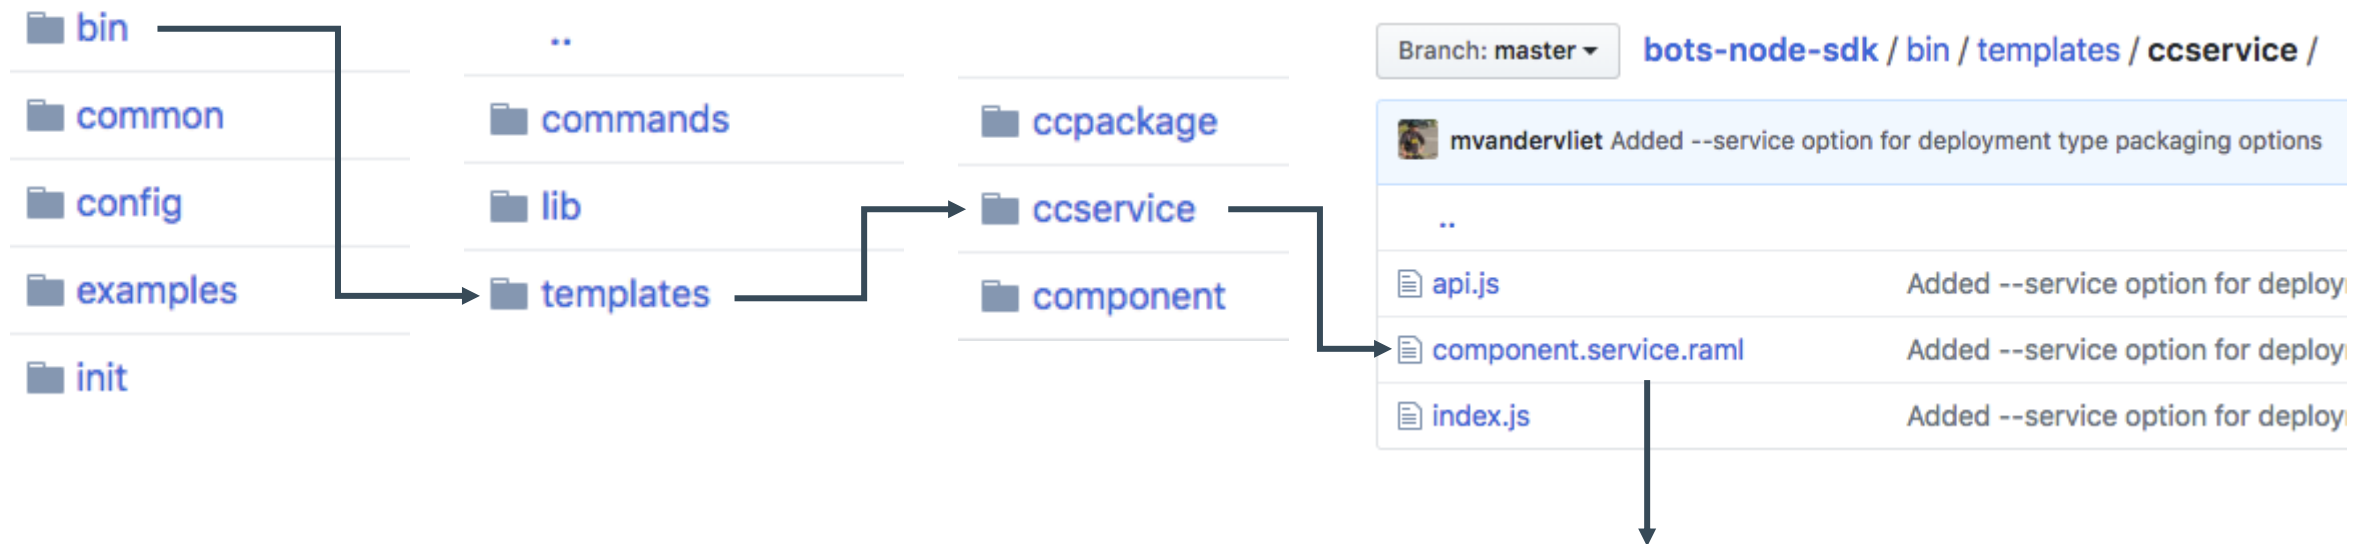 bin
common
config
examples
init
..
commands
lib
templates
ccpackage
ccservice
component
Branch: master
bots-node-sdk / bin / templates / ccservice /
mvandervliet Added --service option for deployment type packaging options
..
api.js Added --service option for deploy
component.service.raml Added --service option for deploy
index.js Added --service option for deploy